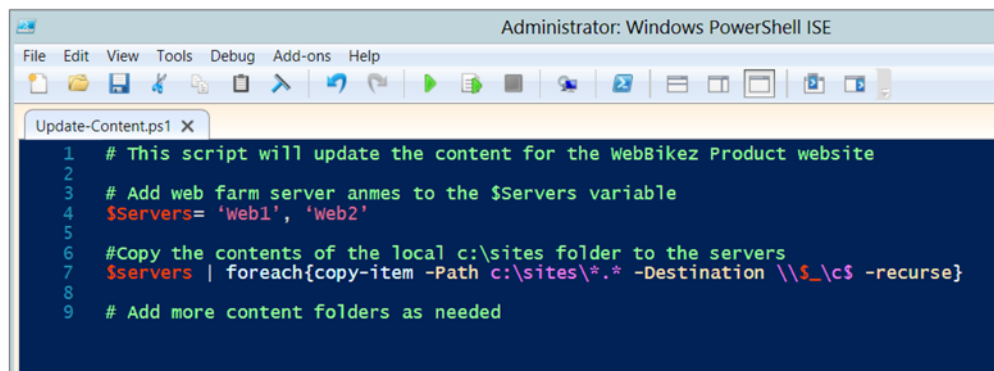 Administrator: Windows PowerShell ISE
File Edit View Tools Debug Add-ons Help
Update-Content.ps1 X
1 # This script will update the content for the WebBikez Product website
2
3 # Add web farm server anmes to the $Servers variable
4 $Servers= ‘Web1’, ‘Web2’
5
6 #Copy the contents of the local c:\sites folder to the servers
7 $servers | foreach{copy-item -Path c:\sites\*.* -Destination \\$_\c$ -recurse}
8
9 # Add more content folders as needed